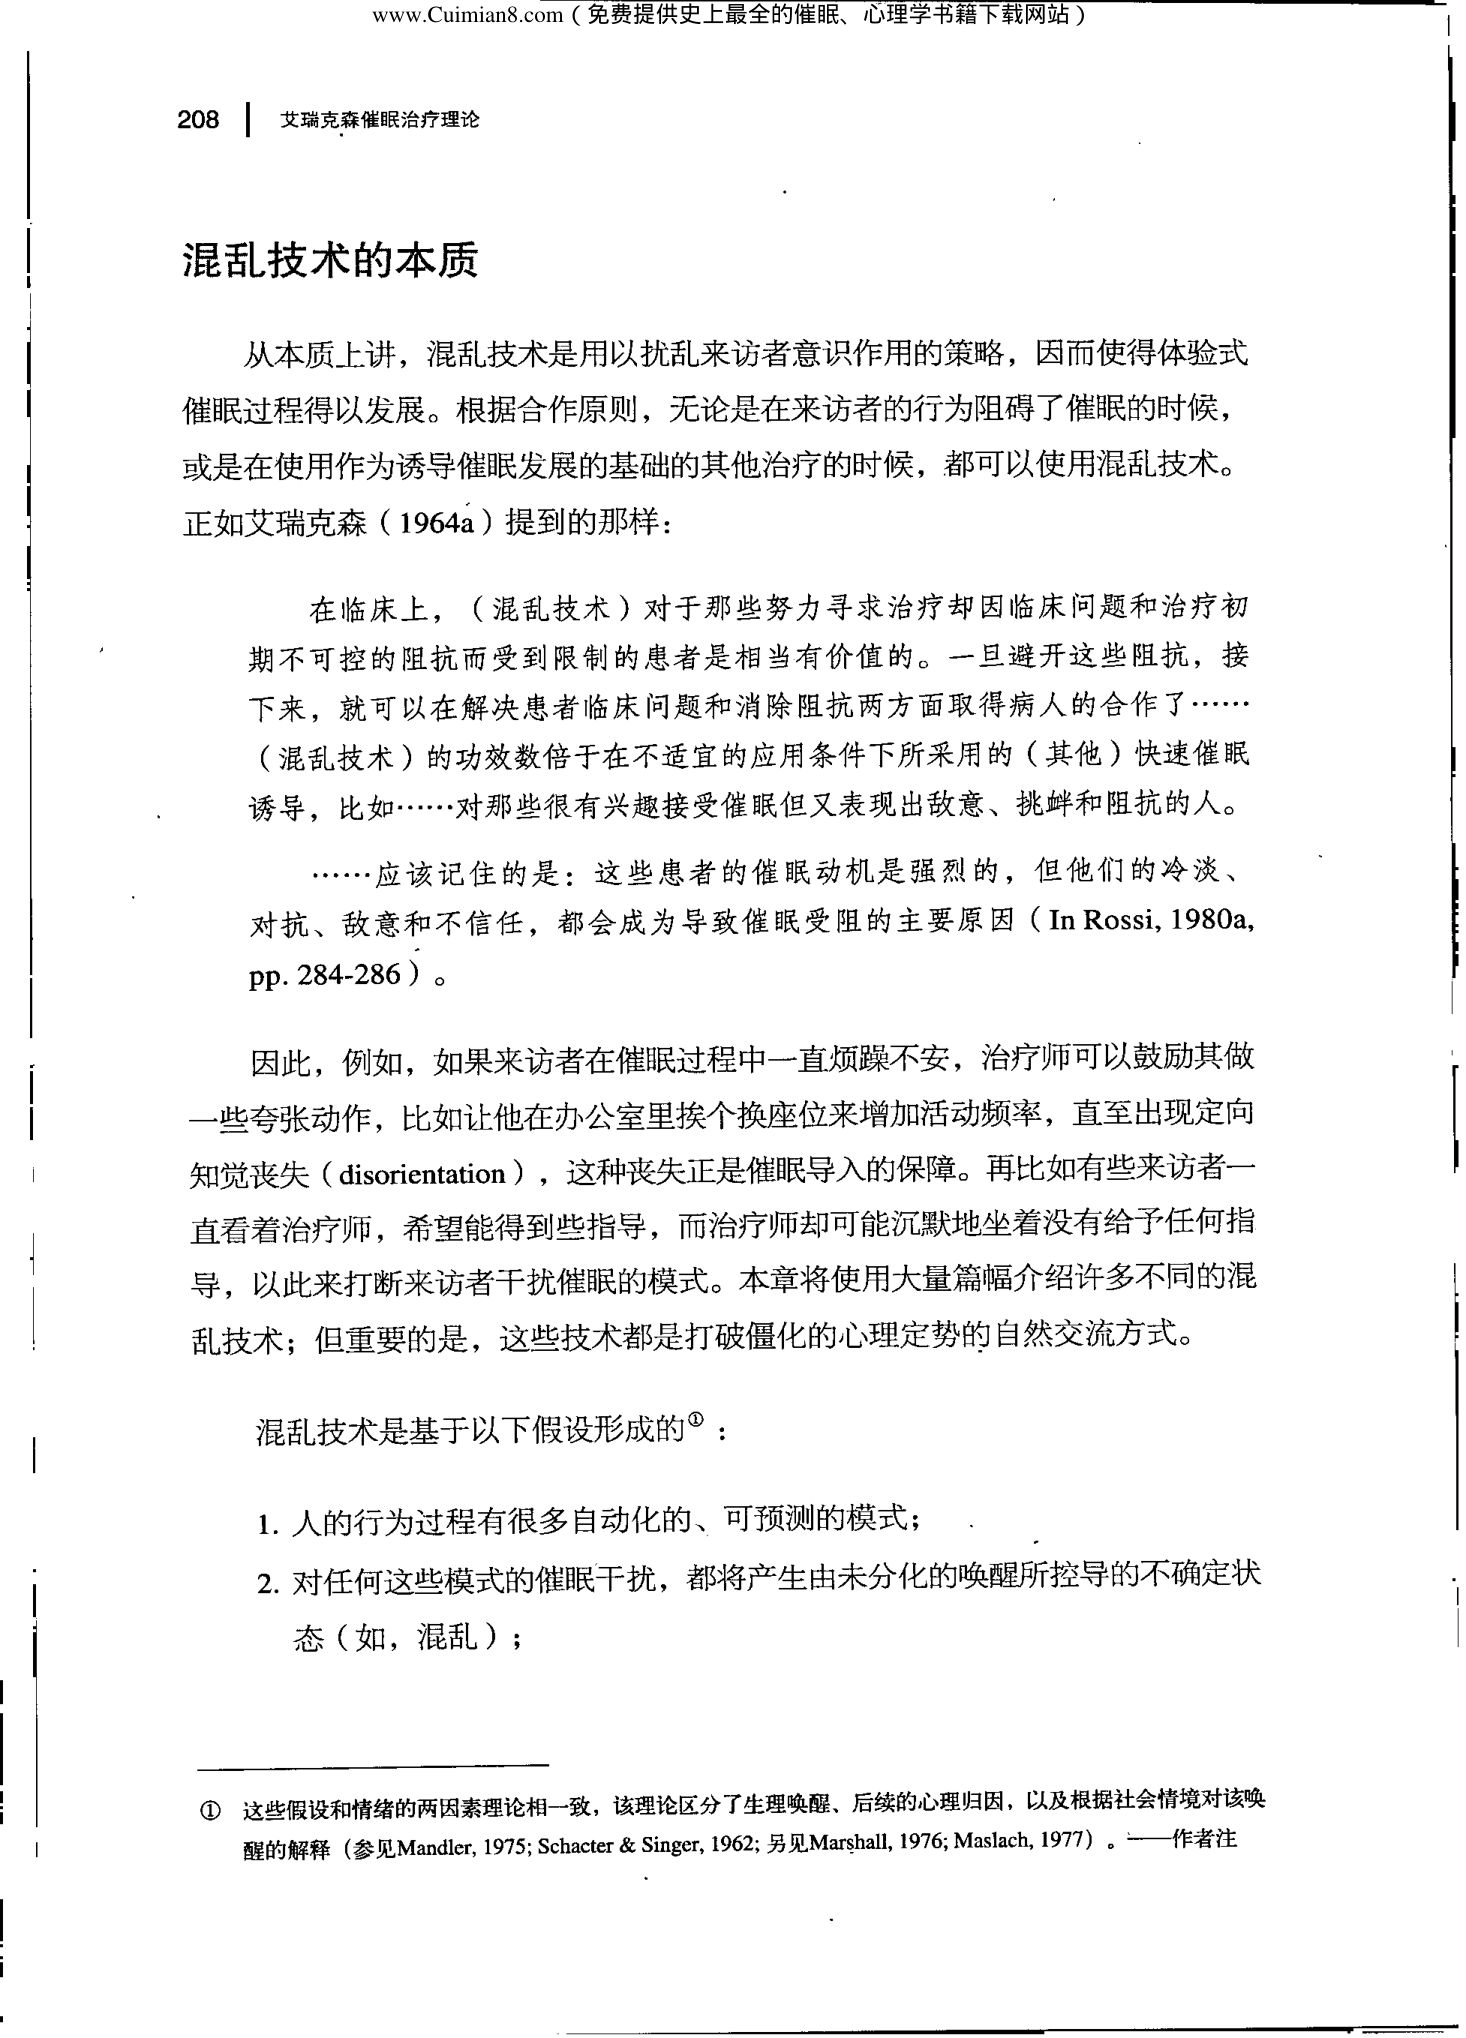 www.Cuimian8.com（免费提供史上最全的催眠、心理学书籍下载网站）
208 艾瑞克森催眠治疗理论
混乱技术的本质
从本质上讲，混乱技术是用以扰乱来访者意识作用的策略，因而使得体验式
催眠过程得以发展。根据合作原则，无论是在来访者的行为阻碍了催眠的时候，
或是在使用作为诱导催眠发展的基础的其他治疗的时候，都可以使用混乱技术。
正如艾瑞克森（1964a）提到的那样：
在临床上，（混乱技术）对于那些努力寻求治疗却因临床问题和治疗初
期不可控的阻抗而受到限制的患者是相当有价值的。一旦避开这些阻抗，接
下来，就可以在解决患者临床问题和消除阻抗两方面取得病人的合作了……
（混乱技术）的功效数倍于在不适宜的应用条件下所采用的（其他）快速催眠
诱导，比如……对那些很有兴趣接受催眠但又表现出敌意、挑衅和阻抗的人。
……应该记住的是：这些患者的催眠动机是强烈的，但他们的冷淡、
对抗、敌意和不信任，都会成为导致催眠受阻的主要原因（In Rossi, 1980a,
pp. 284-286）。
因此，例如，如果来访者在催眠过程中一直烦躁不安，治疗师可以鼓励其做
一些夸张动作，比如让他在办公室里挨个换座位来增加活动频率，直至出现定向
知觉丧失（disorientation），这种丧失正是催眠导入的保障。再比如有些来访者一
直看着治疗师，希望能得到些指导，而治疗师却可能沉默地坐着没有给予任何指
导，以此来打断来访者干扰催眠的模式。本章将使用大量篇幅介绍许多不同的混
乱技术；但重要的是，这些技术都是打破僵化的心理定势的自然交流方式。
混乱技术是基于以下假设形成的①：
1. 人的行为过程有很多自动化的、可预测的模式；
2. 对任何这些模式的催眠干扰，都将产生由未分化的唤醒所控导的不确定状
态（如，混乱）；
① 这些假设和情绪的两因素理论相一致，该理论区分了生理唤醒、后续的心理归因，以及根据社会情境对该唤
醒的解释（参见Mandler, 1975; Schacter & Singer, 1962; 另见Marshall, 1976; Maslach, 1977）。——作者注